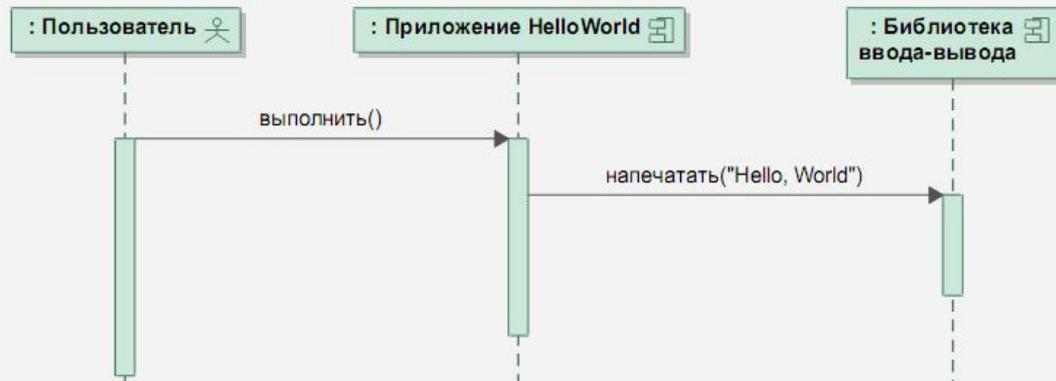 : Пользователь
: Приложение HelloWorld
: Библиотека
ввода-вывода
выполнить()
напечатать("Hello, World")